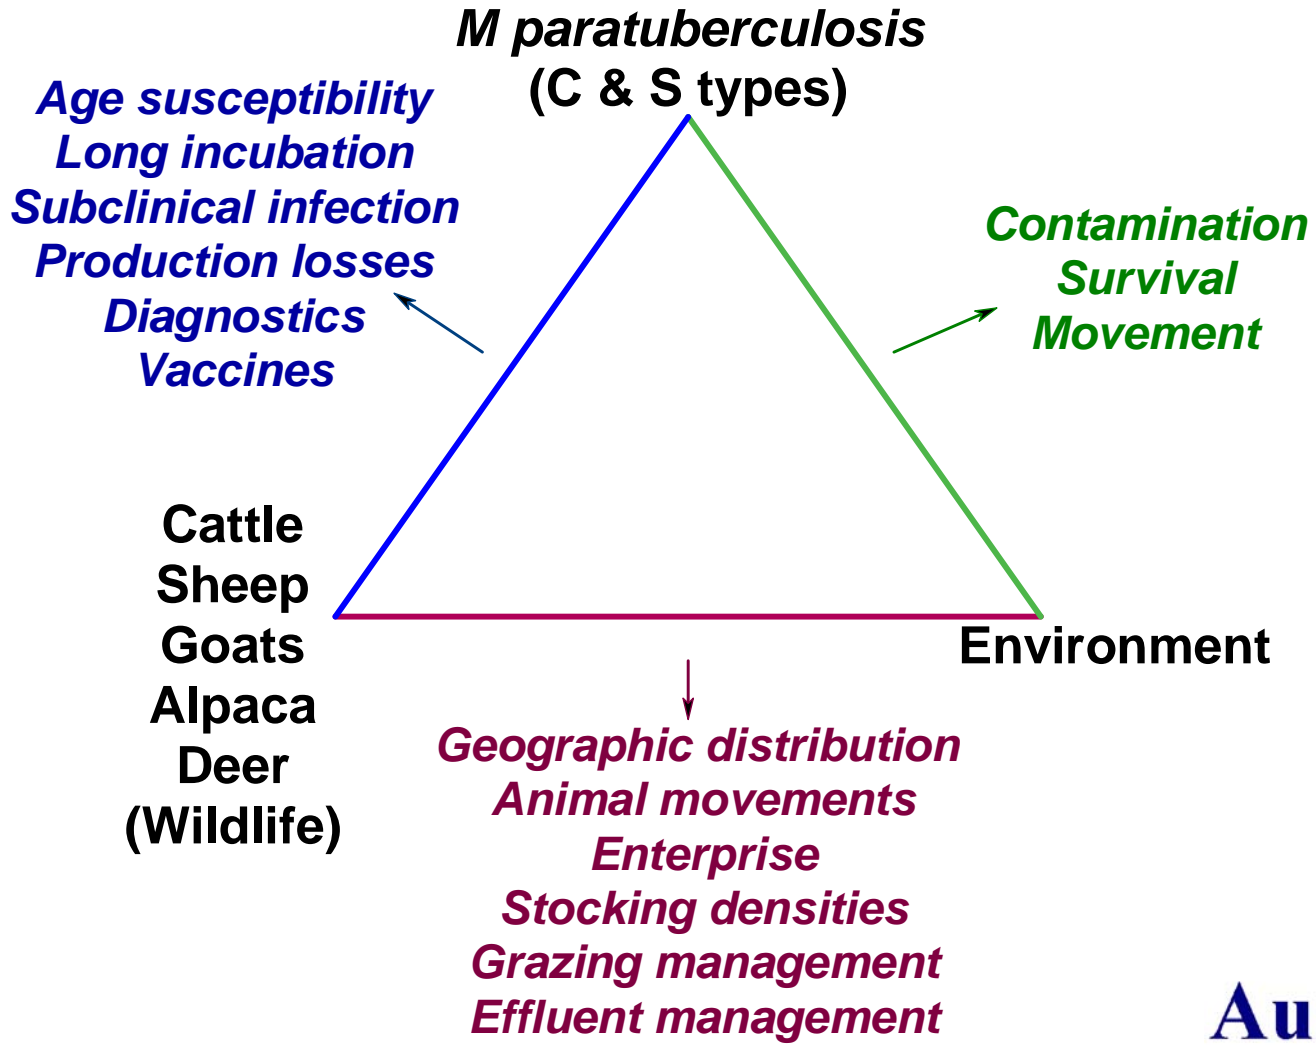 M paratuberculosis
(C & S types)
Age susceptibility
Long incubation
Subclinical infection
Production losses
Diagnostics
Vaccines
Contamination
Survival
Movement
Cattle
Sheep
Goats
Alpaca
Deer
(Wildlife)
Environment
Geographic distribution
Animal movements
Enterprise
Stocking densities
Grazing management
Effluent management
Au